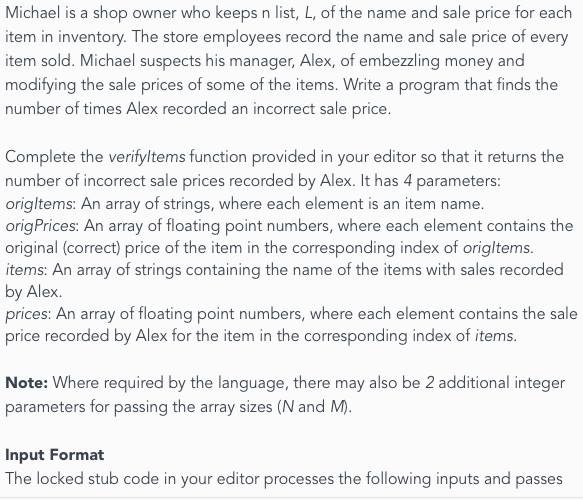 Michael is a shop owner who keeps n list, L, of the name and sale price for each
item in inventory. The store employees record the name and sale price of every
item sold. Michael suspects his manager, Alex, of embezzling money and
modifying the sale prices of some of the items. Write a program that finds the
number of times Alex recorded an incorrect sale price.

Complete the verifyItems function provided in your editor so that it returns the
number of incorrect sale prices recorded by Alex. It has 4 parameters:
origItems: An array of strings, where each element is an item name.
origPrices: An array of floating point numbers, where each element contains the
original (correct) price of the item in the corresponding index of origItems.
items: An array of strings containing the name of the items with sales recorded
by Alex.
prices: An array of floating point numbers, where each element contains the sale
price recorded by Alex for the item in the corresponding index of items.

Note: Where required by the language, there may also be 2 additional integer
parameters for passing the array sizes (N and M).

Input Format
The locked stub code in your editor processes the following inputs and passes